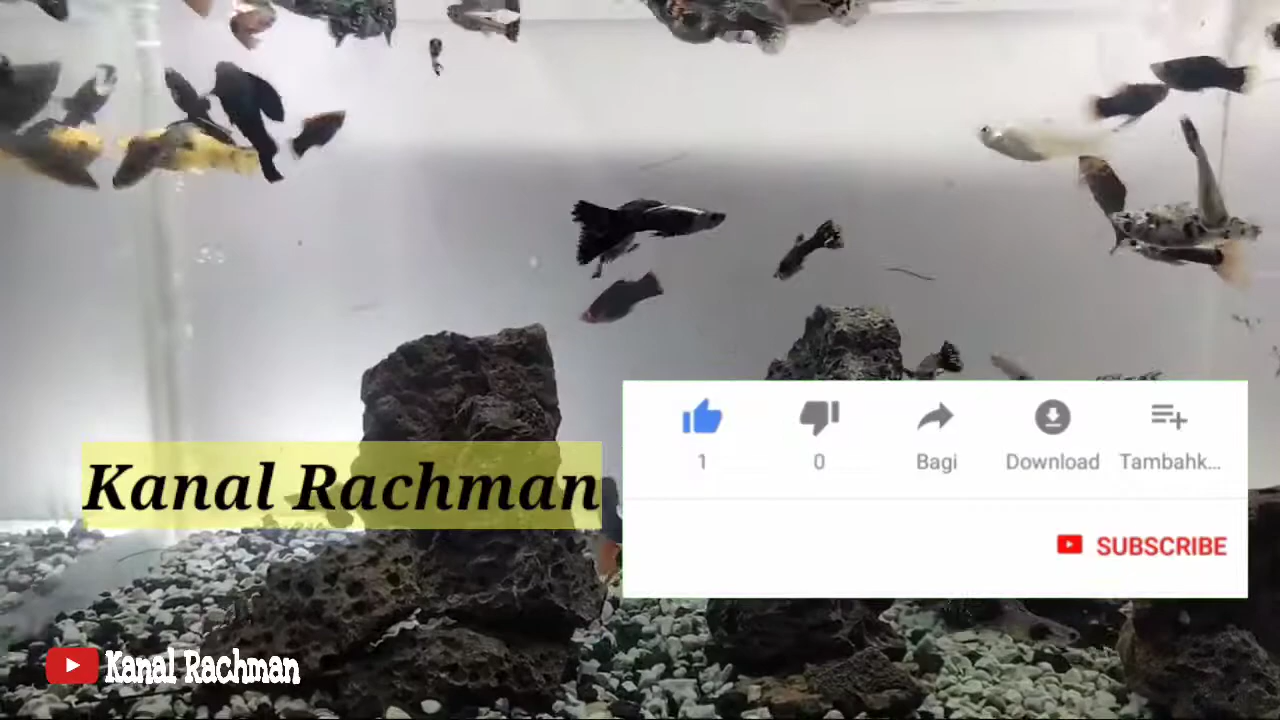 Kanal Rachman
1
0
Bagi
Download
Tambahk...
SUBSCRIBE
Kanal Rachman